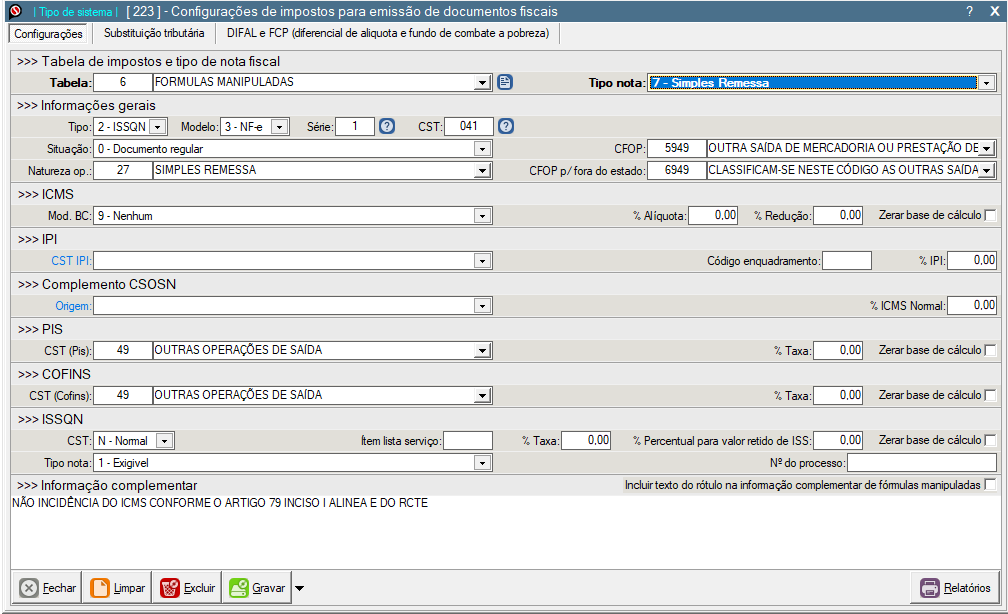 | Tipo de sistema | [ 223 ] - Configurações de impostos para emissão de documentos fiscais ? X
Configurações Substituição tributária DIFAL e FCP (diferencial de aliquota e fundo de combate a pobreza)
>>> Tabela de impostos e tipo de nota fiscal
Tabela: 6 FORMULAS MANIPULADAS Tipo nota: 7 - Simples Remessa
>>> Informações gerais
Tipo: 2 - ISSQN Modelo: 3 - NF-e Série: 1 ? CST: 041 ?
Situação: 0 - Documento regular CFOP: 5949 OUTRA SAÍDA DE MERCADORIA OU PRESTAÇÃO DE
Natureza op.: 27 SIMPLES REMESSA CFOP p/ fora do estado: 6949 CLASSIFICAM-SE NESTE CÓDIGO AS OUTRAS SAÍDA
>>> ICMS
Mod. BC: 9 - Nenhum % Alíquota: 0,00 % Redução: 0,00 Zerar base de cálculo
>>> IPI
CST IPI: Código enquadramento: % IPI: 0,00
>>> Complemento CSOSN
Origem: % ICMS Normal: 0,00
>>> PIS
CST (Pis): 49 OUTRAS OPERAÇÕES DE SAÍDA % Taxa: 0,00 Zerar base de cálculo
>>> COFINS
CST (Cofins): 49 OUTRAS OPERAÇÕES DE SAÍDA % Taxa: 0,00 Zerar base de cálculo
>>> ISSQN
CST: N - Normal Ítem lista serviço: % Taxa: 0,00 % Percentual para valor retido de ISS: 0,00 Zerar base de cálculo
Tipo nota: 1 - Exigivel Nº do processo:
>>> Informação complementar Incluir texto do rótulo na informação complementar de fórmulas manipuladas
NÃO INCIDÊNCIA DO ICMS CONFORME O ARTIGO 79 INCISO I ALINEA E DO RCTE
Fechar Limpar Excluir Gravar Relatórios